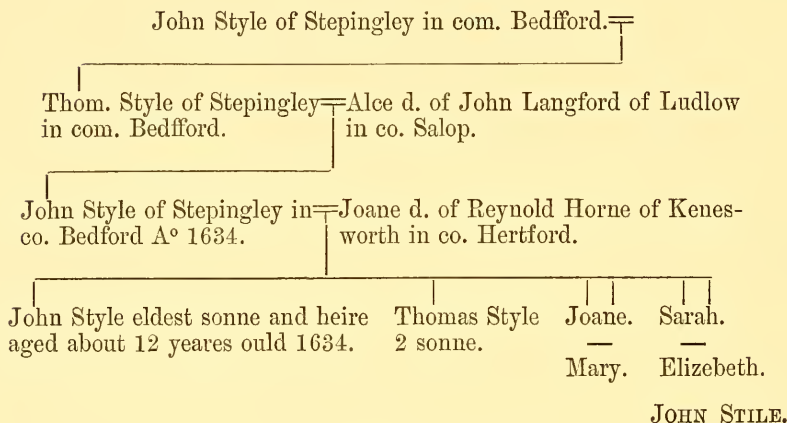 John Style of Stepingley in com. Bedfford.
Thom. Style of Stepingley
in com. Bedfford.
Alce d. of John Langford of Ludlow
in co. Salop.
John Style of Stepingley in
co. Bedford Aº 1634.
Joane d. of Reynold Horne of Kenes-
worth in co. Hertford.
John Style eldest sonne and heire
aged about 12 yeares ould 1634.
Thomas Style
2 sonne.
Joane.
—
Mary.
Sarah.
—
Elizebeth.
JOHN STILE.